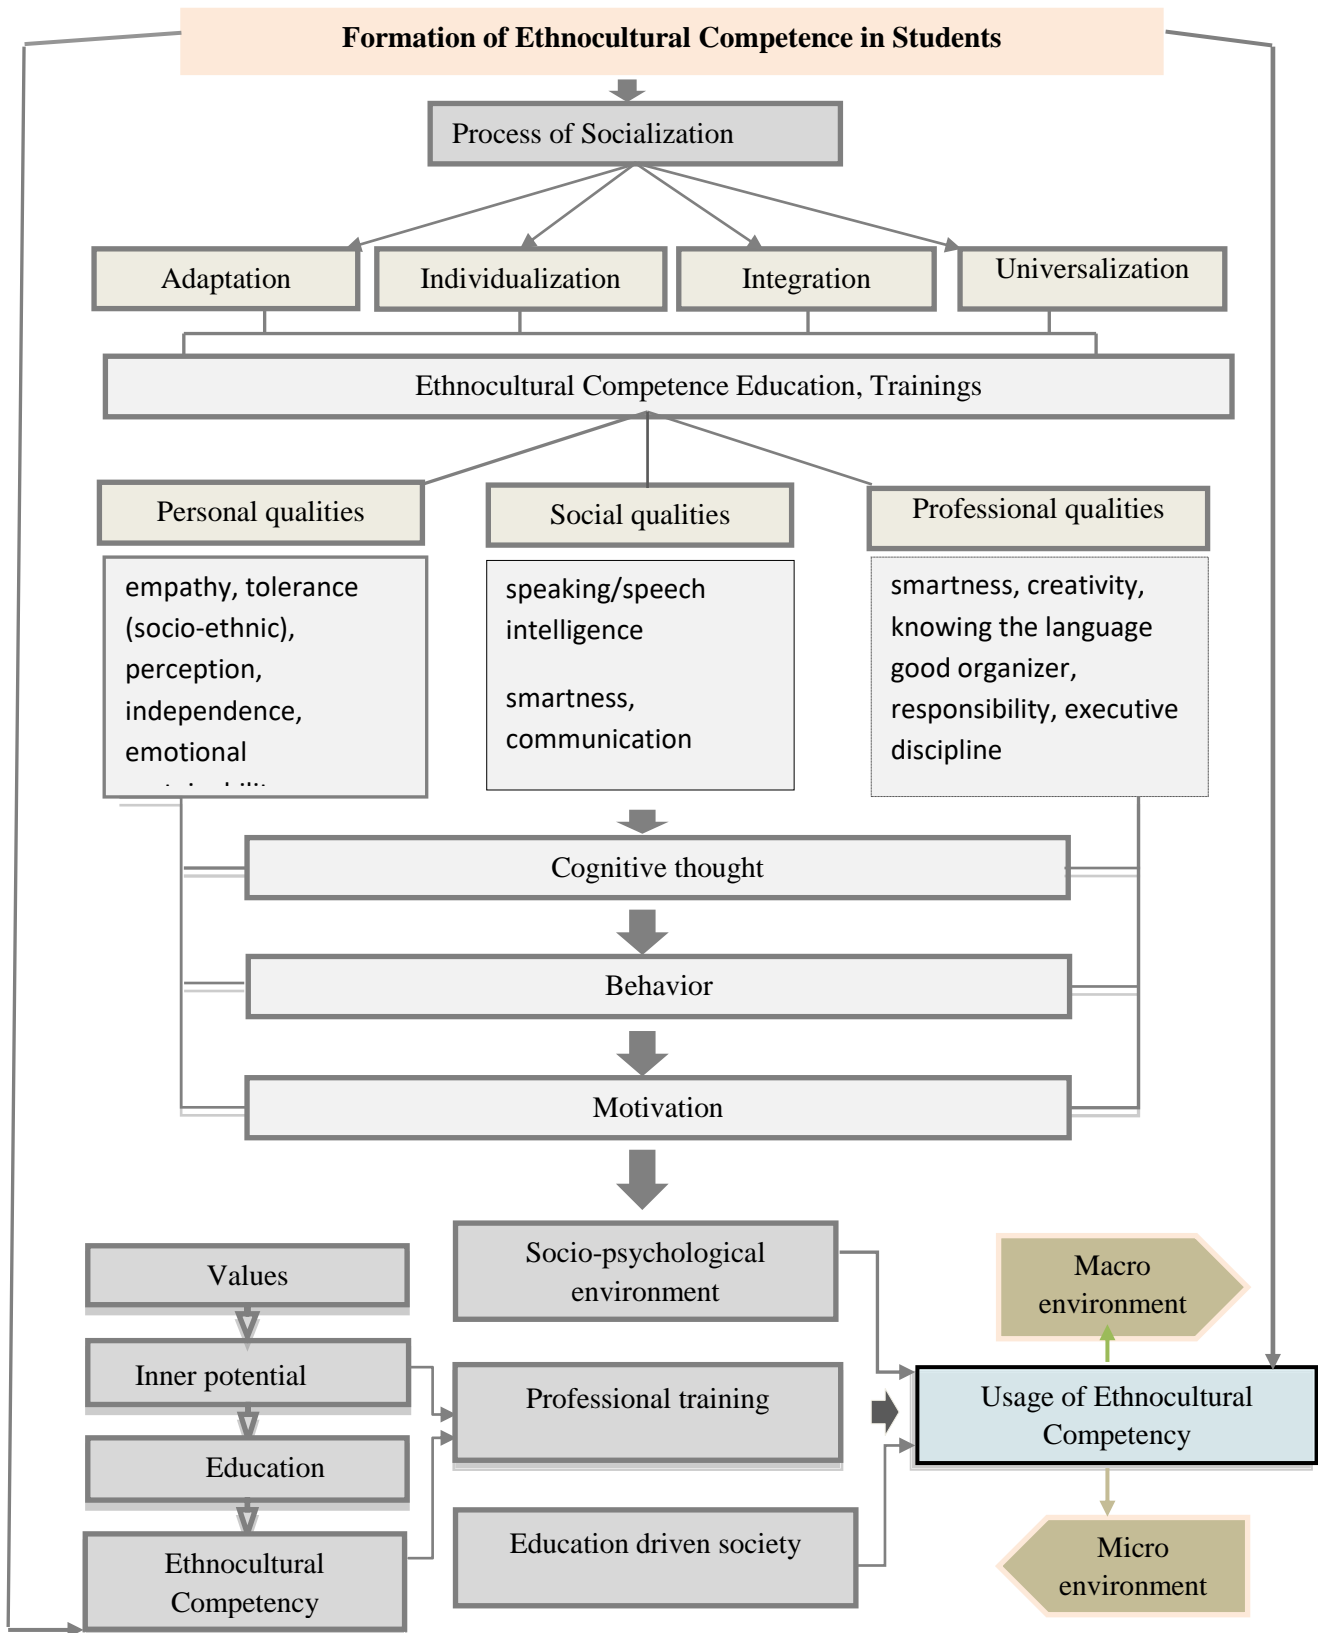 Formation of Ethnocultural Competence in Students
Process of Socialization
Adaptation
Individualization
Integration
Universalization
Ethnocultural Competence Education, Trainings
Personal qualities
Social qualities
Professional qualities
empathy, tolerance
(socio-ethnic),
perception,
independence,
emotional
speaking/speech
intelligence
smartness,
communication
smartness, creativity,
knowing the language
good organizer,
responsibility, executive
discipline
Cognitive thought
Behavior
Motivation
Values
Inner potential
Education
Ethnocultural
Competency
Socio-psychological
environment
Professional training
Education driven society
Macro
environment
Usage of Ethnocultural
Competency
Micro
environment